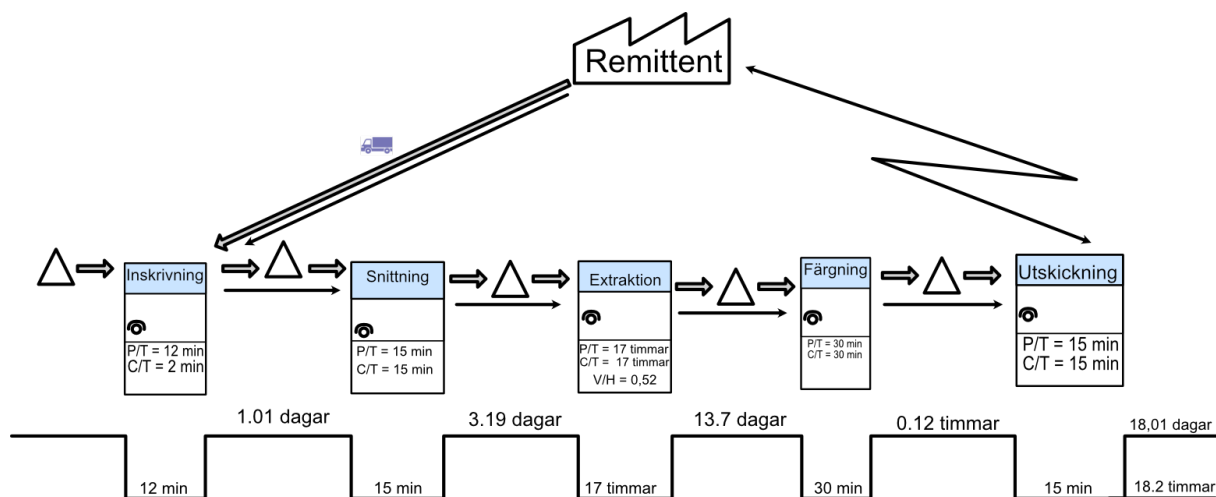 Remittent
Inskrivning
P/T = 12 min
C/T = 2 min
Snittning
P/T = 15 min
C/T = 15 min
Extraktion
P/T = 17 timmar
C/T = 17 timmar
V/H = 0,52
Färgning
P/T = 30 min
C/T = 30 min
Utskickning
P/T = 15 min
C/T = 15 min
1.01 dagar
3.19 dagar
13.7 dagar
0.12 timmar
18,01 dagar
12 min
15 min
17 timmar
30 min
15 min
18.2 timmar